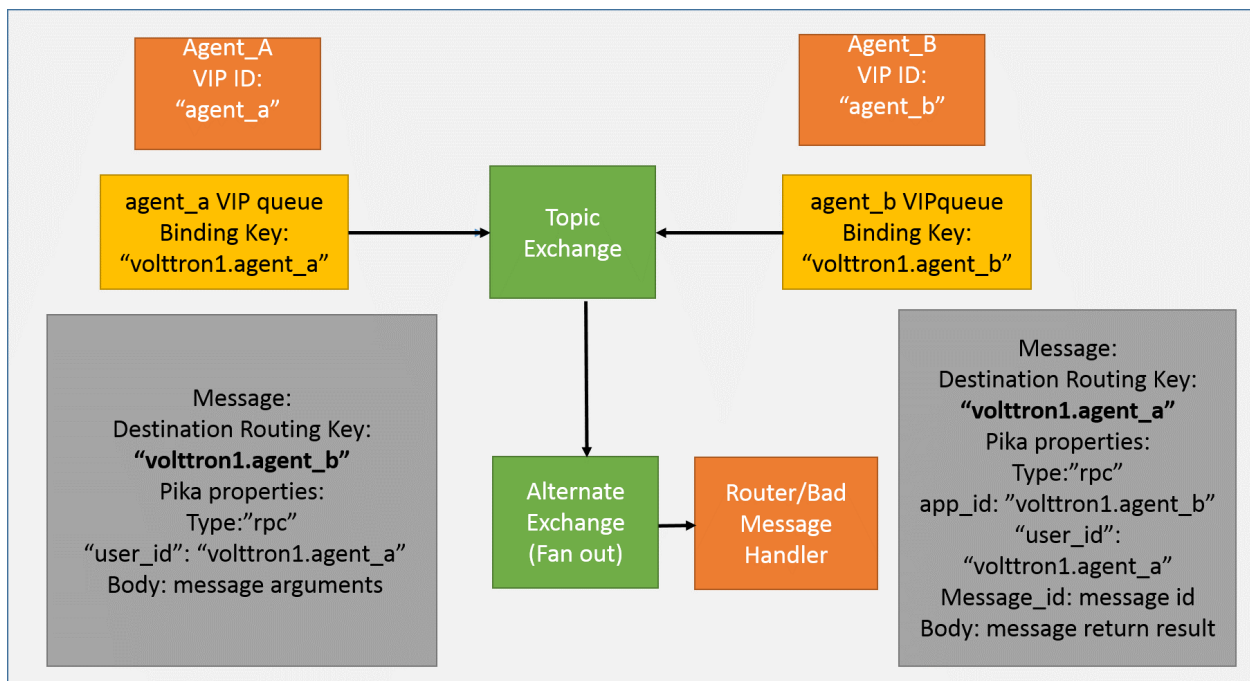 Agent_A
VIP ID:
“agent_a”
Agent_B
VIP ID:
“agent_b”
agent_a VIP queue
Binding Key:
“volttron1.agent_a”
Topic
Exchange
agent_b VIPqueue
Binding Key:
“volttron1.agent_b”
Message:
Destination Routing Key:
“volttron1.agent_b”
Pika properties:
Type:”rpc”
“user_id”: “volttron1.agent_a”
Body: message arguments
Alternate
Exchange
(Fan out)
Router/Bad
Message
Handler
Message:
Destination Routing Key:
“volttron1.agent_a”
Pika properties:
Type:”rpc”
app_id: ”volttron1.agent_b”
“user_id”:
“volttron1.agent_a”
Message_id: message id
Body: message return result